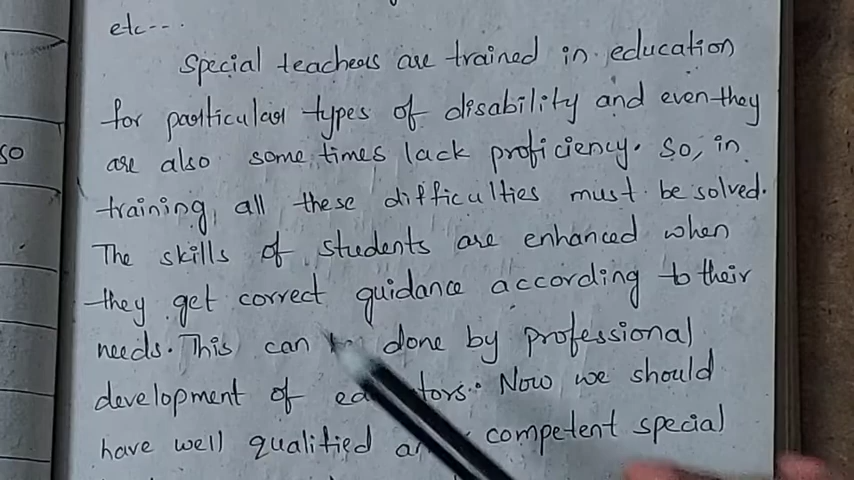 etc---
Special teachers are trained in education
for particular types of disability and even they
so
are also some times lack proficiency. so, in
training, all these difficulties must be solved.
The skills of students are enhanced when
they get correct guidance according to their
needs. This can done by professional
development of Now we should
have well qualified competent special